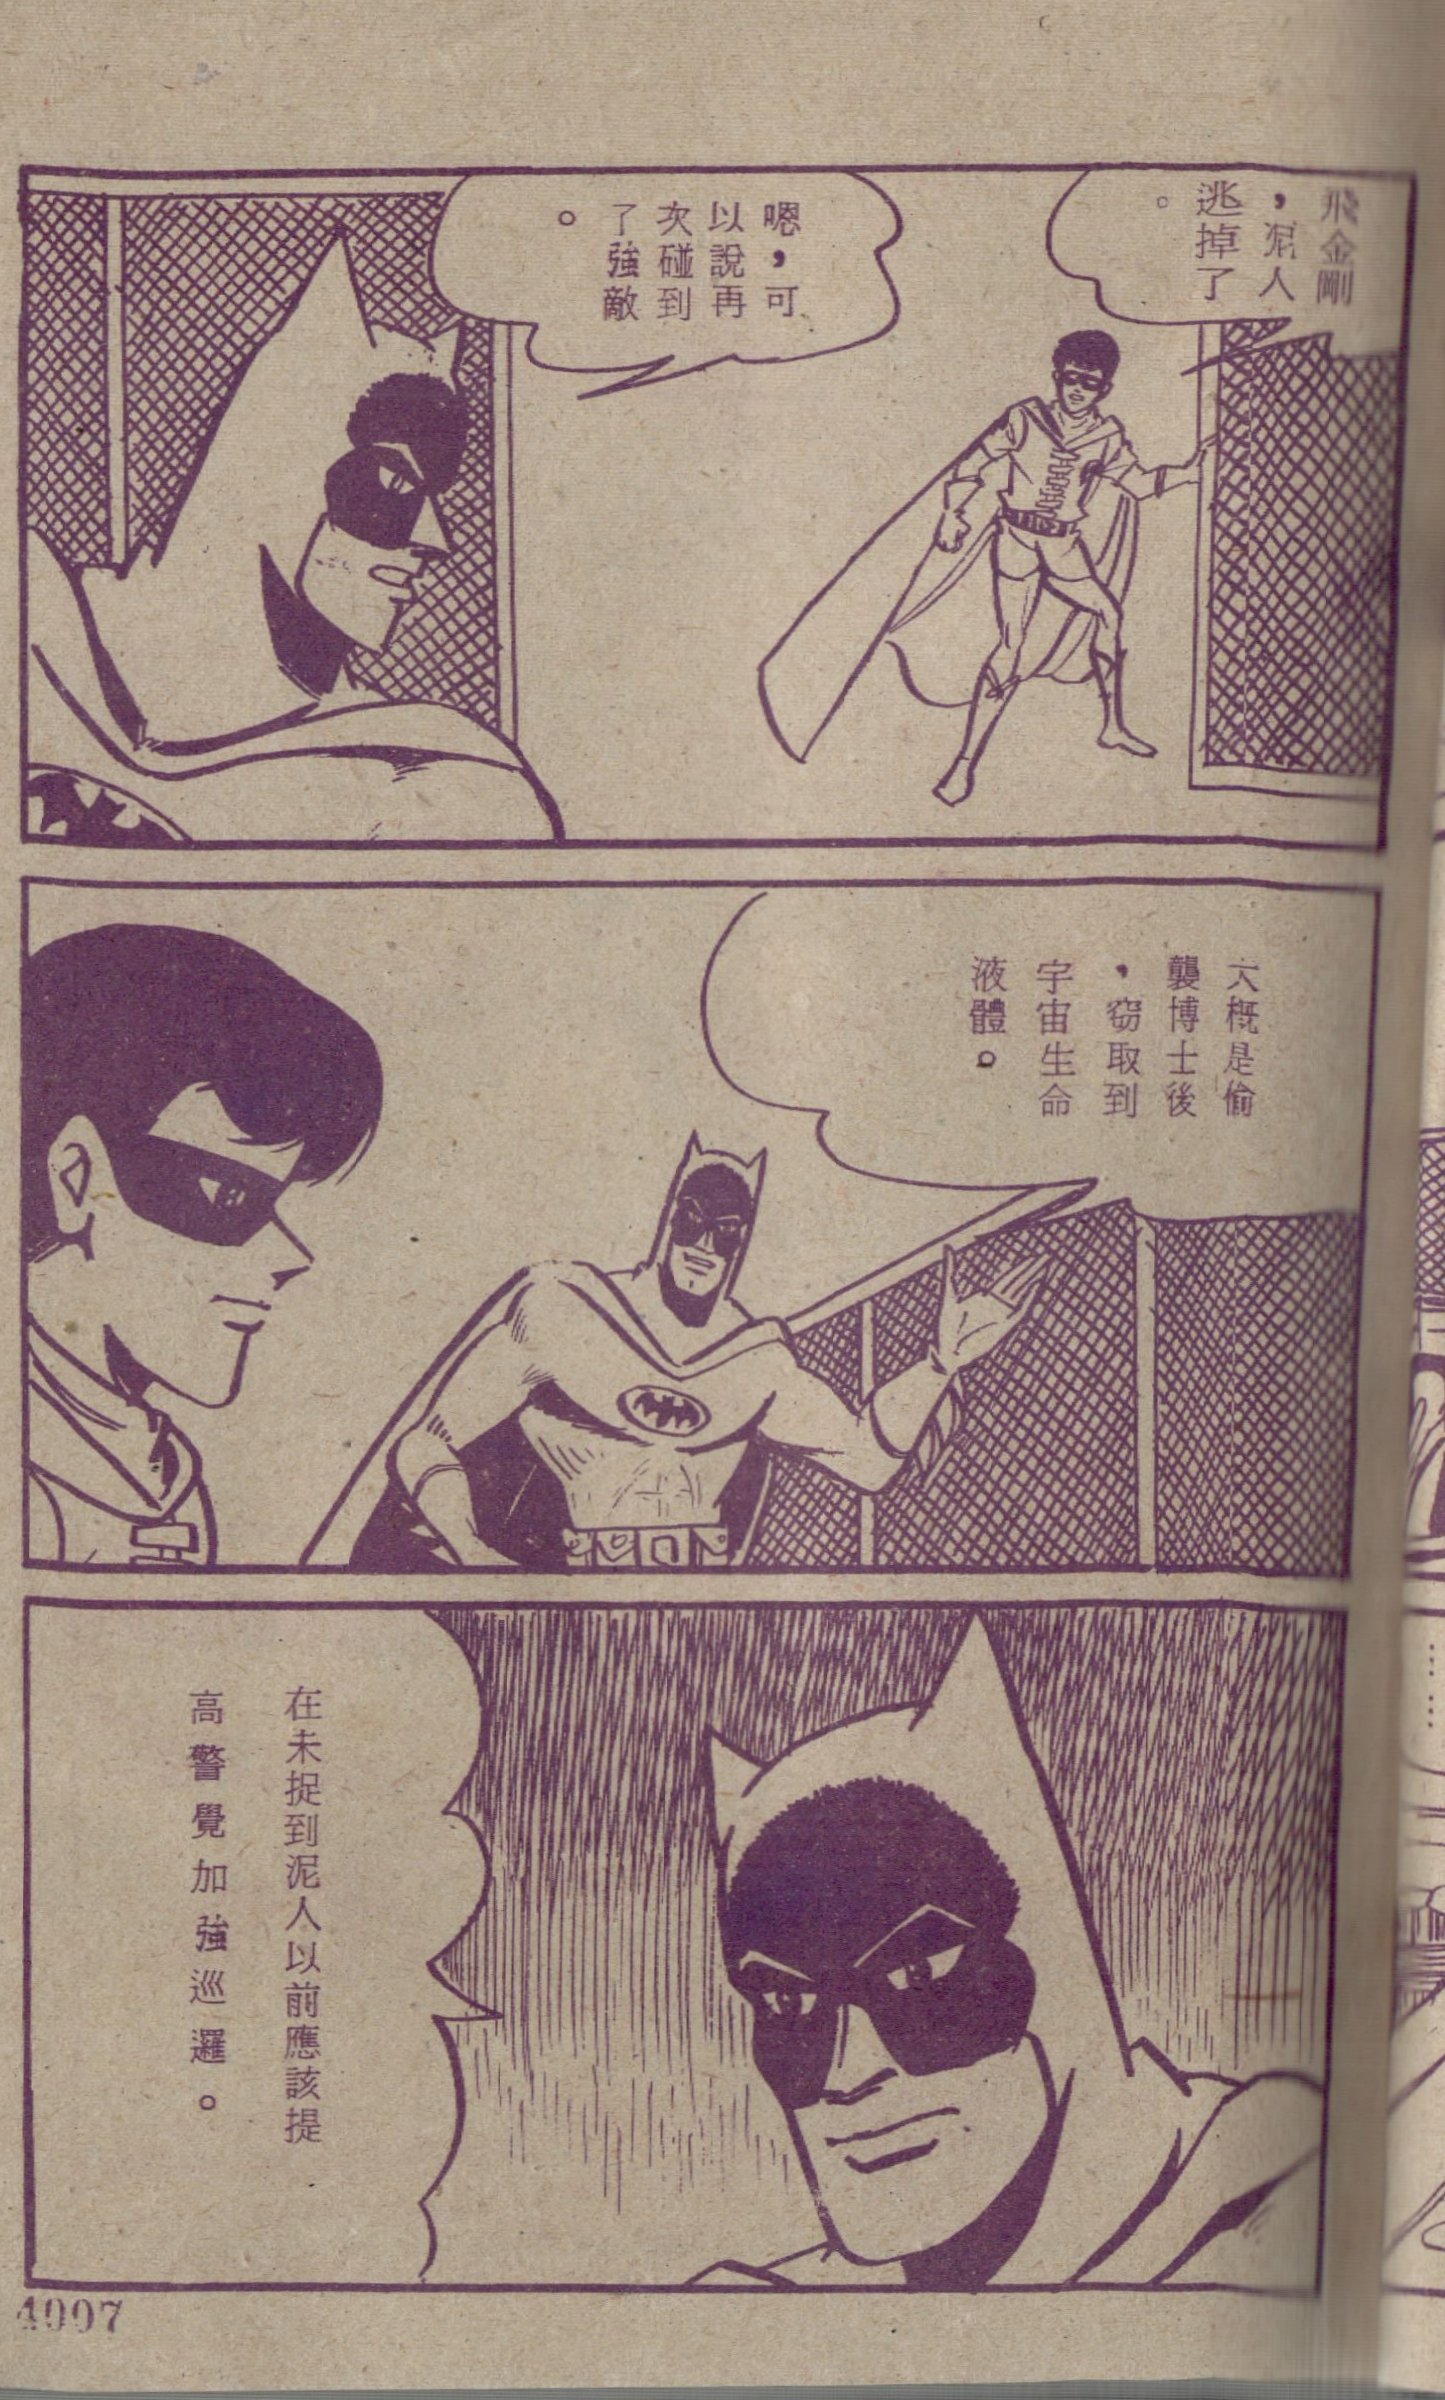 飛金剛
，泥人
逃掉了
。
嗯，可
以說再
次碰到
了強敵
。
大概是偷
襲博士後
，竊取到
宇宙生命
液體。
在未捉到泥人以前應該提
高警覺加強巡邏。
4007
……